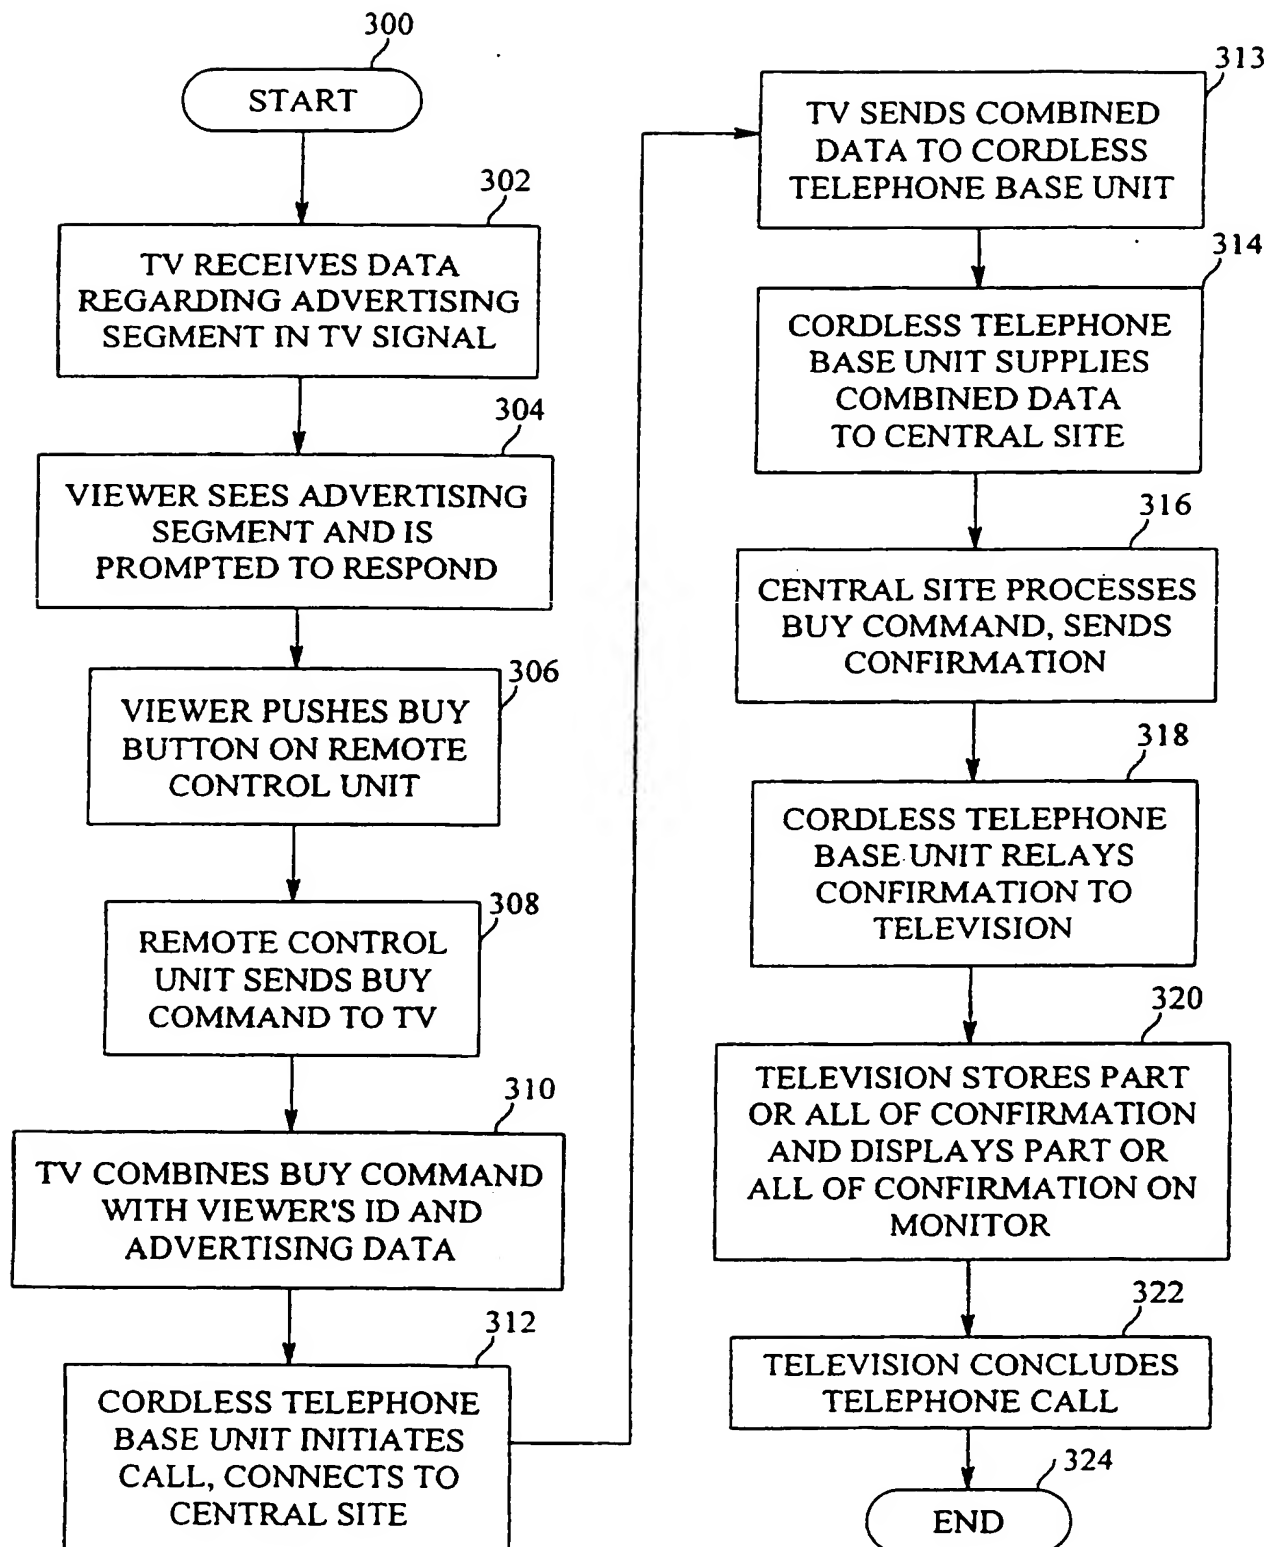 300
START
302
TV RECEIVES DATA
REGARDING ADVERTISING
SEGMENT IN TV SIGNAL
304
VIEWER SEES ADVERTISING
SEGMENT AND IS
PROMPTED TO RESPOND
306
VIEWER PUSHES BUY
BUTTON ON REMOTE
CONTROL UNIT
308
REMOTE CONTROL
UNIT SENDS BUY
COMMAND TO TV
310
TV COMBINES BUY COMMAND
WITH VIEWER'S ID AND
ADVERTISING DATA
312
CORDLESS TELEPHONE
BASE UNIT INITIATES
CALL, CONNECTS TO
CENTRAL SITE
313
TV SENDS COMBINED
DATA TO CORDLESS
TELEPHONE BASE UNIT
314
CORDLESS TELEPHONE
BASE UNIT SUPPLIES
COMBINED DATA
TO CENTRAL SITE
316
CENTRAL SITE PROCESSES
BUY COMMAND, SENDS
CONFIRMATION
318
CORDLESS TELEPHONE
BASE UNIT RELAYS
CONFIRMATION TO
TELEVISION
320
TELEVISION STORES PART
OR ALL OF CONFIRMATION
AND DISPLAYS PART OR
ALL OF CONFIRMATION ON
MONITOR
322
TELEVISION CONCLUDES
TELEPHONE CALL
324
END